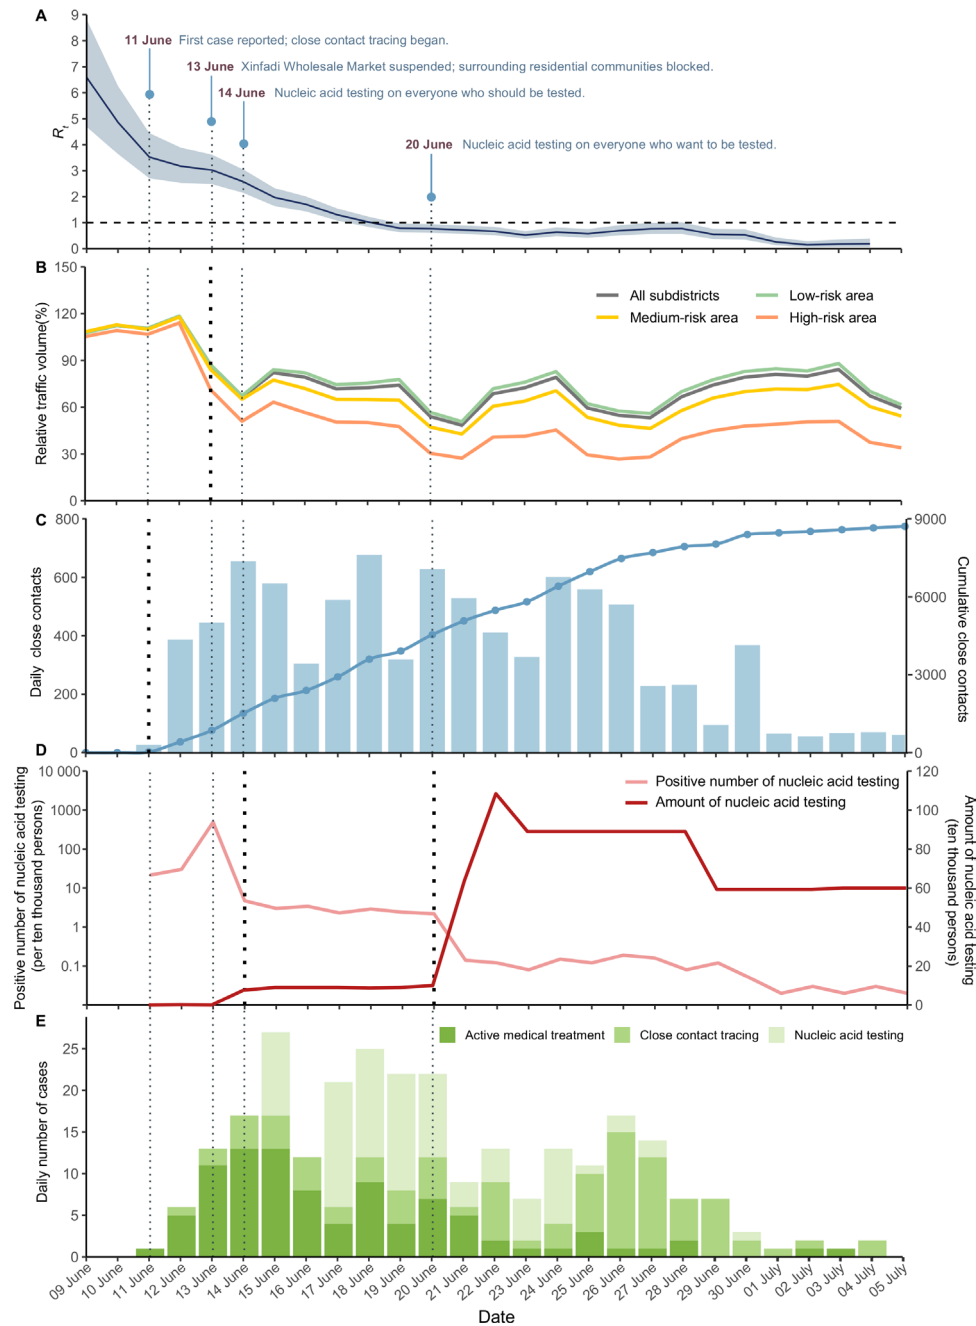 A
9
8
7
6
5
4
3
2
1
0
Rt
11 June First case reported; close contact tracing began.
13 June Xinfadi Wholesale Market suspended; surrounding residential communities blocked.
14 June Nucleic acid testing on everyone who should be tested.
20 June Nucleic acid testing on everyone who want to be tested.
B
150
120
90
60
30
0
Relative traffic volume(%)
All subdistricts
Low-risk area
Medium-risk area
High-risk area
C
800
600
400
200
0
Daily close contacts
9000
6000
3000
0
Cumulative close contacts
D
10 000
1000
100
10
1
0.1
Positive number of nucleic acid testing
(per ten thousand persons)
Positive number of nucleic acid testing
Amount of nucleic acid testing
120
100
80
60
40
20
0
Amount of nucleic acid testing
(ten thousand persons)
E
25
20
15
10
5
0
Daily number of cases
Active medical treatment
Close contact tracing
Nucleic acid testing
09 June
10 June
11 June
12 June
13 June
14 June
15 June
16 June
17 June
18 June
19 June
20 June
21 June
22 June
23 June
24 June
25 June
26 June
27 June
28 June
29 June
30 June
01 July
02 July
03 July
04 July
05 July
Date